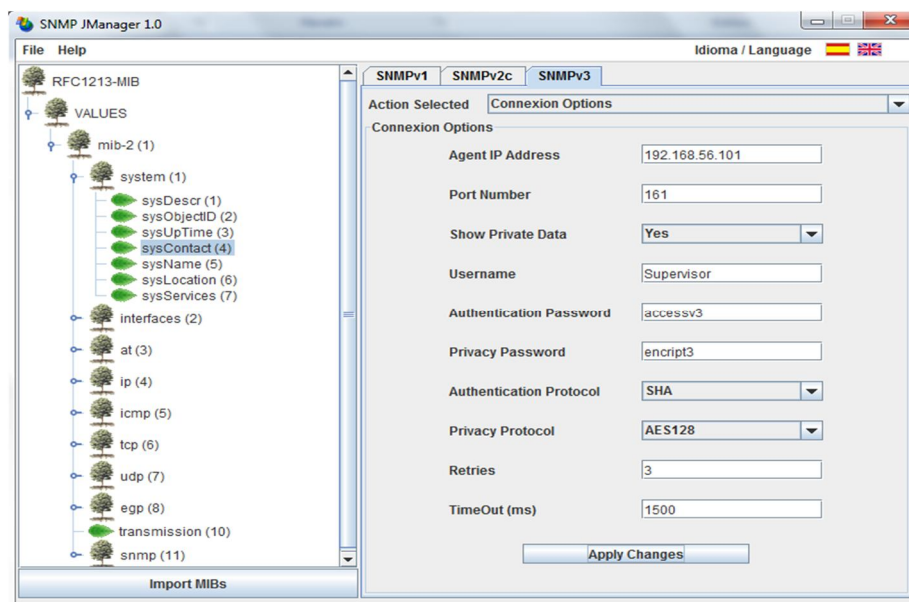 SNMP JManager 1.0
File Help
Idioma / Language
RFC1213-MIB
VALUES
mib-2 (1)
system (1)
sysDescr (1)
sysObjectID (2)
sysUpTime (3)
sysContact (4)
sysName (5)
sysLocation (6)
sysServices (7)
interfaces (2)
at (3)
ip (4)
icmp (5)
tcp (6)
udp (7)
egp (8)
transmission (10)
snmp (11)
Import MIBs
SNMPv1 SNMPv2c SNMPv3
Action Selected Connexion Options
Connexion Options
Agent IP Address 192.168.56.101
Port Number 161
Show Private Data Yes
Username Supervisor
Authentication Password accessv3
Privacy Password encript3
Authentication Protocol SHA
Privacy Protocol AES128
Retries 3
TimeOut (ms) 1500
Apply Changes